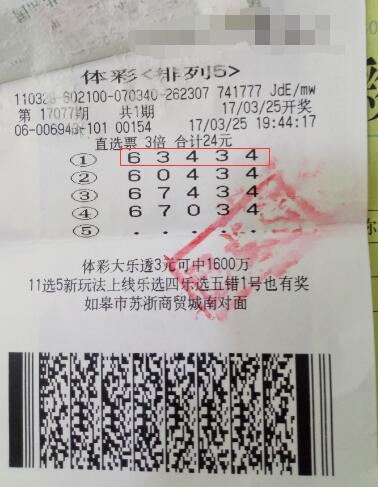 体彩<排列5>
110328-602100-070340-262307 741777 JdE/mw
第 17077期 共1期 17/03/25开奖
06-006943-101 00154 17/03/25 19:44:17
直选票 3倍 合计24元
① 6 3 4 3 4
② 6 0 4 3 4
③ 6 7 4 3 4
④ 6 7 0 3 4
⑤ . . . . .
体彩大乐透3元可中1600万
11选5新玩法上线乐选四乐选五错1号也有奖
如皋市苏浙商贸城南对面